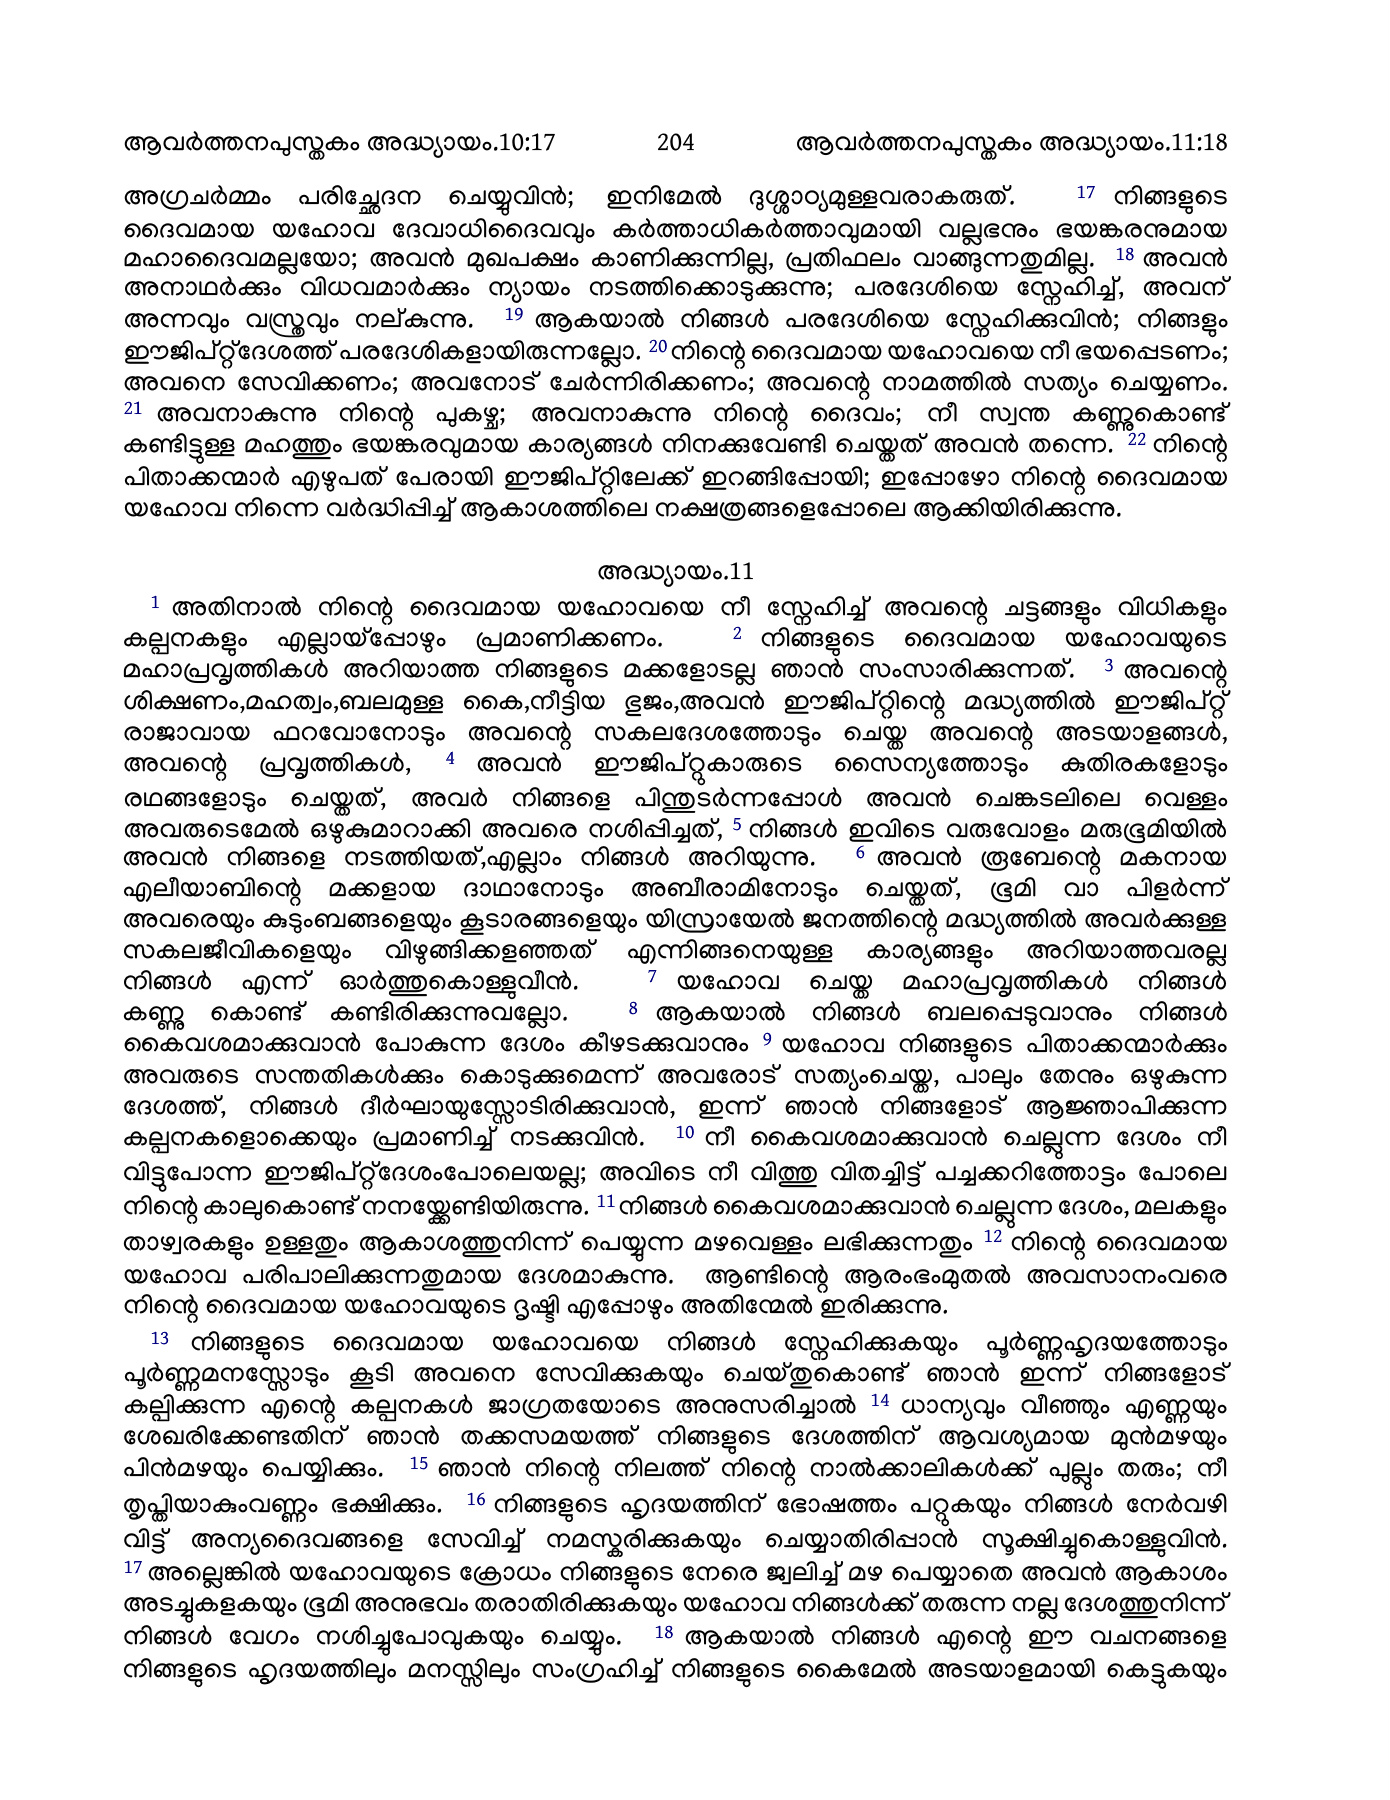 ആവർത്തനപുസ്തകം അദ്ധ്യായം.10:17 204 ആവർത്തനപുസ്തകം അദ്ധ്യായം.11:18
അഗ്രചർമ്മം പരിച്ഛേദന ചെയ്യുവിൻ; ഇനിമേൽ ദുശ്ശാഠ്യമുള്ളവരാകരുത്. 17 നിങ്ങളുടെ
ദൈവമായ യഹോവ ദേവാധിദൈവവും കർത്താധികർത്താവുമായി വല്ലഭനും ഭയങ്കരനുമായ
മഹാദൈവമല്ലയോ; അവൻ മുഖപക്ഷം കാണിക്കുന്നില്ല, പ്രതിഫലം വാങ്ങുന്നതുമില്ല. 18 അവൻ
അനാഥർക്കും വിധവമാർക്കും ന്യായം നടത്തിക്കൊടുക്കുന്നു; പരദേശിയെ സ്നേഹിച്ച്, അവന്
അന്നവും വസ്ത്രവും നല്കുന്നു. 19 ആകയാൽ നിങ്ങൾ പരദേശിയെ സ്നേഹിക്കുവിൻ; നിങ്ങളും
ഈജിപ്റ്റ്ദേശത്ത് പരദേശികളായിരുന്നല്ലോ. 20 നിന്റെ ദൈവമായ യഹോവയെ നീ ഭയപ്പെടണം;
അവനെ സേവിക്കണം; അവനോട് ചേർന്നിരിക്കണം; അവന്റെ നാമത്തിൽ സത്യം ചെയ്യണം.
21 അവനാകുന്നു നിന്റെ പുകഴ്ച; അവനാകുന്നു നിന്റെ ദൈവം; നീ സ്വന്ത കണ്ണുകൊണ്ട്
കണ്ടിട്ടുള്ള മഹത്തും ഭയങ്കരവുമായ കാര്യങ്ങൾ നിനക്കുവേണ്ടി ചെയ്തത് അവൻ തന്നെ. 22 നിന്റെ
പിതാക്കന്മാർ എഴുപത് പേരായി ഈജിപ്റ്റിലേക്ക് ഇറങ്ങിപ്പോയി; ഇപ്പോഴോ നിന്റെ ദൈവമായ
യഹോവ നിന്നെ വർദ്ധിപ്പിച്ച് ആകാശത്തിലെ നക്ഷത്രങ്ങളെപ്പോലെ ആക്കിയിരിക്കുന്നു.
അദ്ധ്യായം.11
1 അതിനാൽ നിന്റെ ദൈവമായ യഹോവയെ നീ സ്നേഹിച്ച് അവന്റെ ചട്ടങ്ങളും വിധികളും
കല്പനകളും എല്ലായ്പ്പോഴും പ്രമാണിക്കണം. 2 നിങ്ങളുടെ ദൈവമായ യഹോവയുടെ
മഹാപ്രവൃത്തികൾ അറിയാത്ത നിങ്ങളുടെ മക്കളോടല്ല ഞാൻ സംസാരിക്കുന്നത്. 3 അവന്റെ
ശിക്ഷണം,മഹത്വം,ബലമുള്ള കൈ,നീട്ടിയ ഭുജം,അവൻ ഈജിപ്റ്റിന്റെ മദ്ധ്യത്തിൽ ഈജിപ്റ്റ്
രാജാവായ ഫറവോനോടും അവന്റെ സകലദേശത്തോടും ചെയ്ത അവന്റെ അടയാളങ്ങൾ,
അവന്റെ പ്രവൃത്തികൾ, 4 അവൻ ഈജിപ്റ്റുകാരുടെ സൈന്യത്തോടും കുതിരകളോടും
രഥങ്ങളോടും ചെയ്തത്, അവർ നിങ്ങളെ പിന്തുടർന്നപ്പോൾ അവൻ ചെങ്കടലിലെ വെള്ളം
അവരുടെമേൽ ഒഴുകുമാറാക്കി അവരെ നശിപ്പിച്ചത്, 5 നിങ്ങൾ ഇവിടെ വരുവോളം മരുഭൂമിയിൽ
അവൻ നിങ്ങളെ നടത്തിയത്,എല്ലാം നിങ്ങൾ അറിയുന്നു. 6 അവൻ രൂബേന്റെ മകനായ
എലീയാബിന്റെ മക്കളായ ദാഥാനോടും അബീരാമിനോടും ചെയ്തത്, ഭൂമി വാ പിളർന്ന്
അവരെയും കുടുംബങ്ങളെയും കൂടാരങ്ങളെയും യിസ്രായേൽ ജനത്തിന്റെ മദ്ധ്യത്തിൽ അവർക്കുള്ള
സകലജീവികളെയും വിഴുങ്ങിക്കളഞ്ഞത് എന്നിങ്ങനെയുള്ള കാര്യങ്ങളും അറിയാത്തവരല്ല
നിങ്ങൾ എന്ന് ഓർത്തുകൊള്ളുവീൻ. 7 യഹോവ ചെയ്ത മഹാപ്രവൃത്തികൾ നിങ്ങൾ
കണ്ണു കൊണ്ട് കണ്ടിരിക്കുന്നുവല്ലോ. 8 ആകയാൽ നിങ്ങൾ ബലപ്പെടുവാനും നിങ്ങൾ
കൈവശമാക്കുവാൻ പോകുന്ന ദേശം കീഴടക്കുവാനും 9 യഹോവ നിങ്ങളുടെ പിതാക്കന്മാർക്കും
അവരുടെ സന്തതികൾക്കും കൊടുക്കുമെന്ന് അവരോട് സത്യംചെയ്ത, പാലും തേനും ഒഴുകുന്ന
ദേശത്ത്, നിങ്ങൾ ദീർഘായുസ്സോടിരിക്കുവാൻ, ഇന്ന് ഞാൻ നിങ്ങളോട് ആജ്ഞാപിക്കുന്ന
കല്പനകളൊക്കെയും പ്രമാണിച്ച് നടക്കുവിൻ. 10 നീ കൈവശമാക്കുവാൻ ചെല്ലുന്ന ദേശം നീ
വിട്ടുപോന്ന ഈജിപ്റ്റ്ദേശംപോലെയല്ല; അവിടെ നീ വിത്തു വിതച്ചിട്ട് പച്ചക്കറിത്തോട്ടം പോലെ
നിന്റെ കാലുകൊണ്ട് നനയ്ക്കേണ്ടിയിരുന്നു. 11 നിങ്ങൾ കൈവശമാക്കുവാൻ ചെല്ലുന്ന ദേശം, മലകളും
താഴ്വരകളും ഉള്ളതും ആകാശത്തുനിന്ന് പെയ്യുന്ന മഴവെള്ളം ലഭിക്കുന്നതും 12 നിന്റെ ദൈവമായ
യഹോവ പരിപാലിക്കുന്നതുമായ ദേശമാകുന്നു. ആണ്ടിന്റെ ആരംഭംമുതൽ അവസാനംവരെ
നിന്റെ ദൈവമായ യഹോവയുടെ ദൃഷ്ടി എപ്പോഴും അതിന്മേൽ ഇരിക്കുന്നു.
13 നിങ്ങളുടെ ദൈവമായ യഹോവയെ നിങ്ങൾ സ്നേഹിക്കുകയും പൂർണ്ണഹൃദയത്തോടും
പൂർണ്ണമനസ്സോടും കൂടി അവനെ സേവിക്കുകയും ചെയ്തുകൊണ്ട് ഞാൻ ഇന്ന് നിങ്ങളോട്
കല്പിക്കുന്ന എന്റെ കല്പനകൾ ജാഗ്രതയോടെ അനുസരിച്ചാൽ 14 ധാന്യവും വീഞ്ഞും എണ്ണയും
ശേഖരിക്കേണ്ടതിന് ഞാൻ തക്കസമയത്ത് നിങ്ങളുടെ ദേശത്തിന് ആവശ്യമായ മുൻമഴയും
പിൻമഴയും പെയ്യിക്കും. 15 ഞാൻ നിന്റെ നിലത്ത് നിന്റെ നാൽക്കാലികൾക്ക് പുല്ലും തരും; നീ
തൃപ്തിയാകുംവണ്ണം ഭക്ഷിക്കും. 16 നിങ്ങളുടെ ഹൃദയത്തിന് ഭോഷത്തം പറ്റുകയും നിങ്ങൾ നേർവഴി
വിട്ട് അന്യദൈവങ്ങളെ സേവിച്ച് നമസ്കരിക്കുകയും ചെയ്യാതിരിപ്പാൻ സൂക്ഷിച്ചുകൊള്ളുവിൻ.
17 അല്ലെങ്കിൽ യഹോവയുടെ ക്രോധം നിങ്ങളുടെ നേരെ ജ്വലിച്ച് മഴ പെയ്യാതെ അവൻ ആകാശം
അടച്ചുകളകയും ഭൂമി അനുഭവം തരാതിരിക്കുകയും യഹോവ നിങ്ങൾക്ക് തരുന്ന നല്ല ദേശത്തുനിന്ന്
നിങ്ങൾ വേഗം നശിച്ചുപോവുകയും ചെയ്യും. 18 ആകയാൽ നിങ്ങൾ എന്റെ ഈ വചനങ്ങളെ
നിങ്ങളുടെ ഹൃദയത്തിലും മനസ്സിലും സംഗ്രഹിച്ച് നിങ്ങളുടെ കൈമേൽ അടയാളമായി കെട്ടുകയും